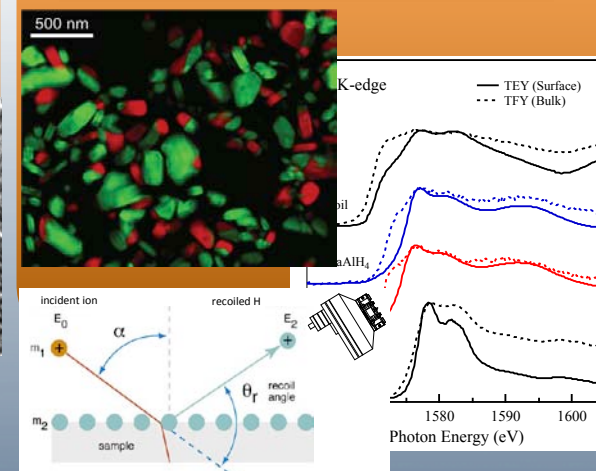 500 nm
K-edge
TEY (Surface)
TFY (Bulk)
oil
aAlH₄
1580
1590
1600
Photon Energy (eV)
incident ion
recoiled H
E₀
α
E₂
m₁
θr
recoil
angle
m₂
sample